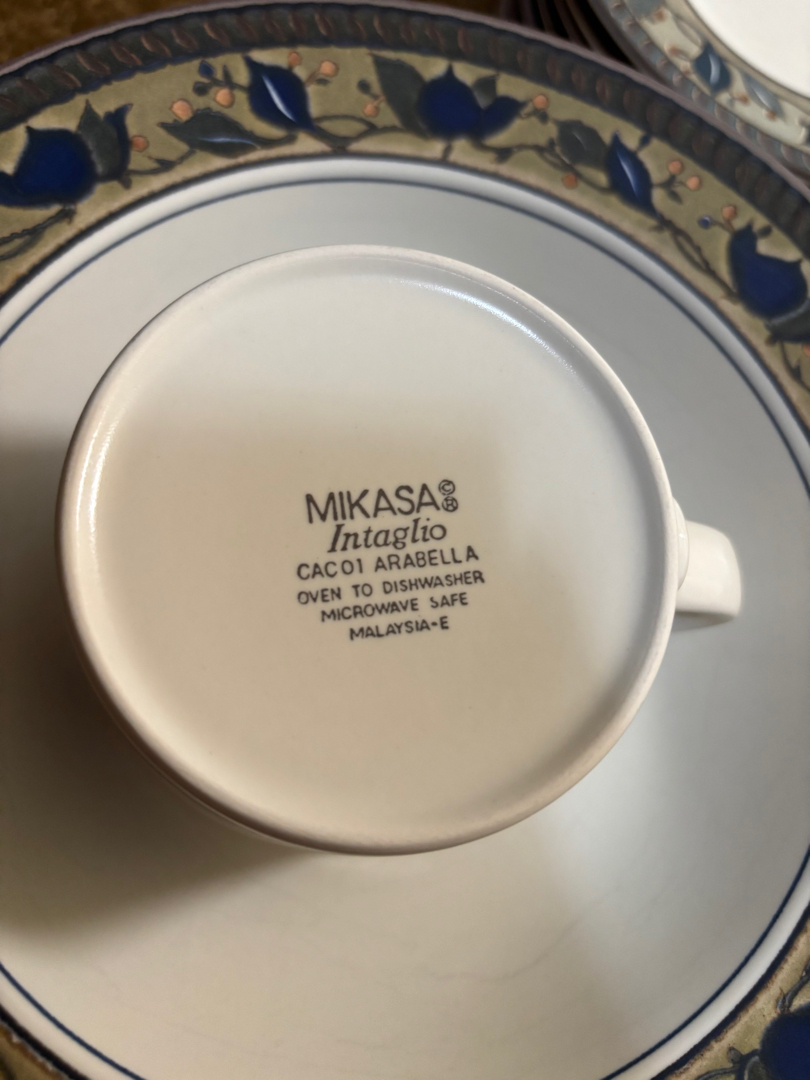 MIKASA©®
Intaglio
CAC01 ARABELLA
OVEN TO DISHWASHER
MICROWAVE SAFE
MALAYSIA-E